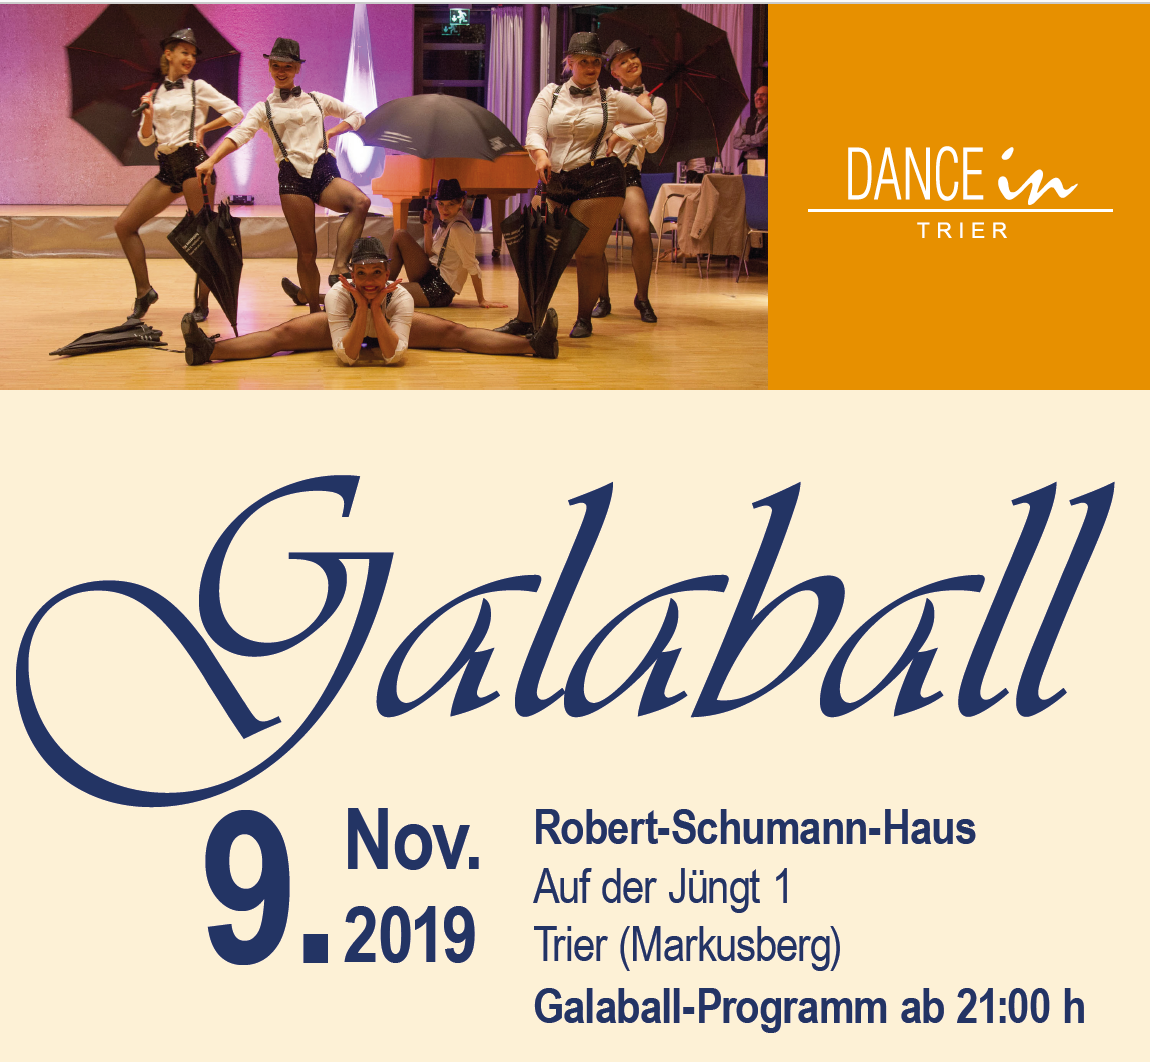 DANCE in
TRIER
Galaball
9. Nov.
2019
Robert-Schumann-Haus
Auf der Jüngt 1
Trier (Markusberg)
Galaball-Programm ab 21:00 h